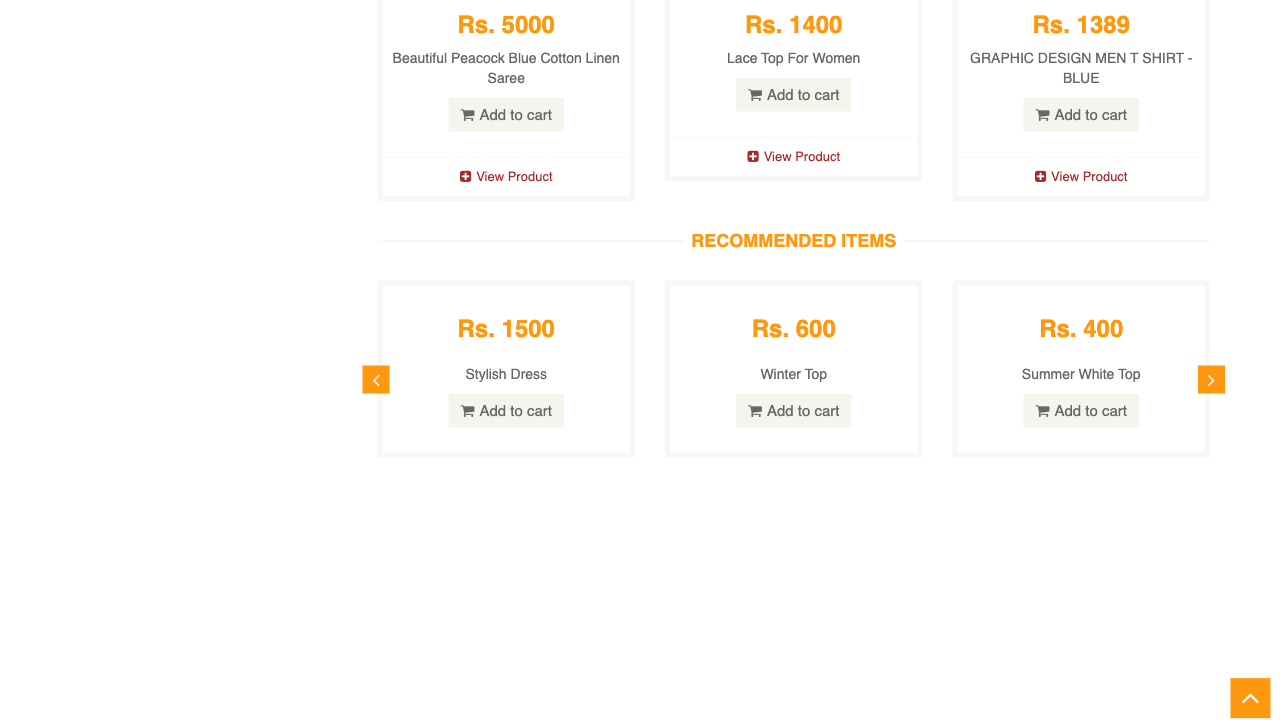 Rs. 5000
Beautiful Peacock Blue Cotton Linen
Saree
Add to cart
View Product
Rs. 1400
Lace Top For Women
Add to cart
View Product
Rs. 1389
GRAPHIC DESIGN MEN T SHIRT -
BLUE
Add to cart
View Product
RECOMMENDED ITEMS
Rs. 1500
Stylish Dress
Add to cart
Rs. 600
Winter Top
Add to cart
Rs. 400
Summer White Top
Add to cart